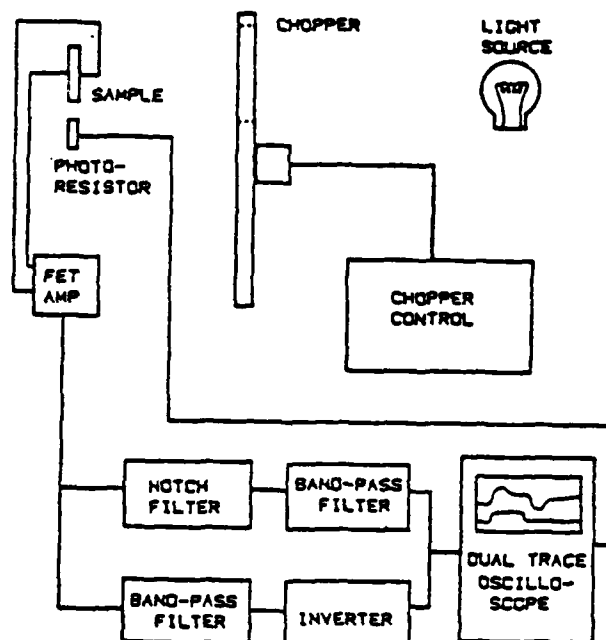 CHOPPER
LIGHT
SOURCE
SAMPLE
PHOTO-
RESISTOR
FET
AMP
CHOPPER
CONTROL
NOTCH
FILTER
BAND-PASS
FILTER
DUAL TRACE
OSCILLO-
SCOPE
BAND-PASS
FILTER
INVERTER